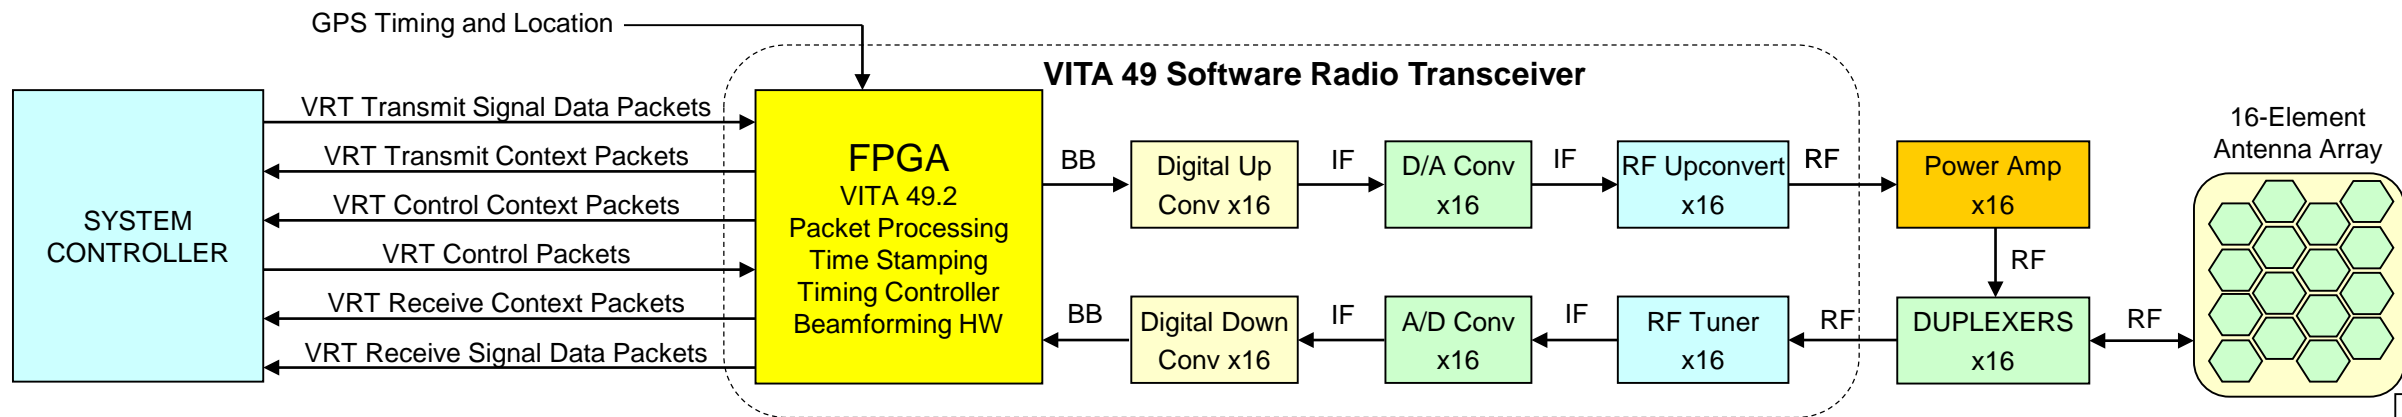 GPS Timing and Location
VITA 49 Software Radio Transceiver
SYSTEM
CONTROLLER
VRT Transmit Signal Data Packets
VRT Transmit Context Packets
VRT Control Context Packets
VRT Control Packets
VRT Receive Context Packets
VRT Receive Signal Data Packets
FPGA
VITA 49.2
Packet Processing
Time Stamping
Timing Controller
Beamforming HW
BB
Digital Up
Conv x16
IF
D/A Conv
x16
IF
RF Upconvert
x16
RF
Power Amp
x16
RF
BB
Digital Down
Conv x16
IF
A/D Conv
x16
IF
RF Tuner
x16
RF
DUPLEXERS
x16
RF
16-Element
Antenna Array